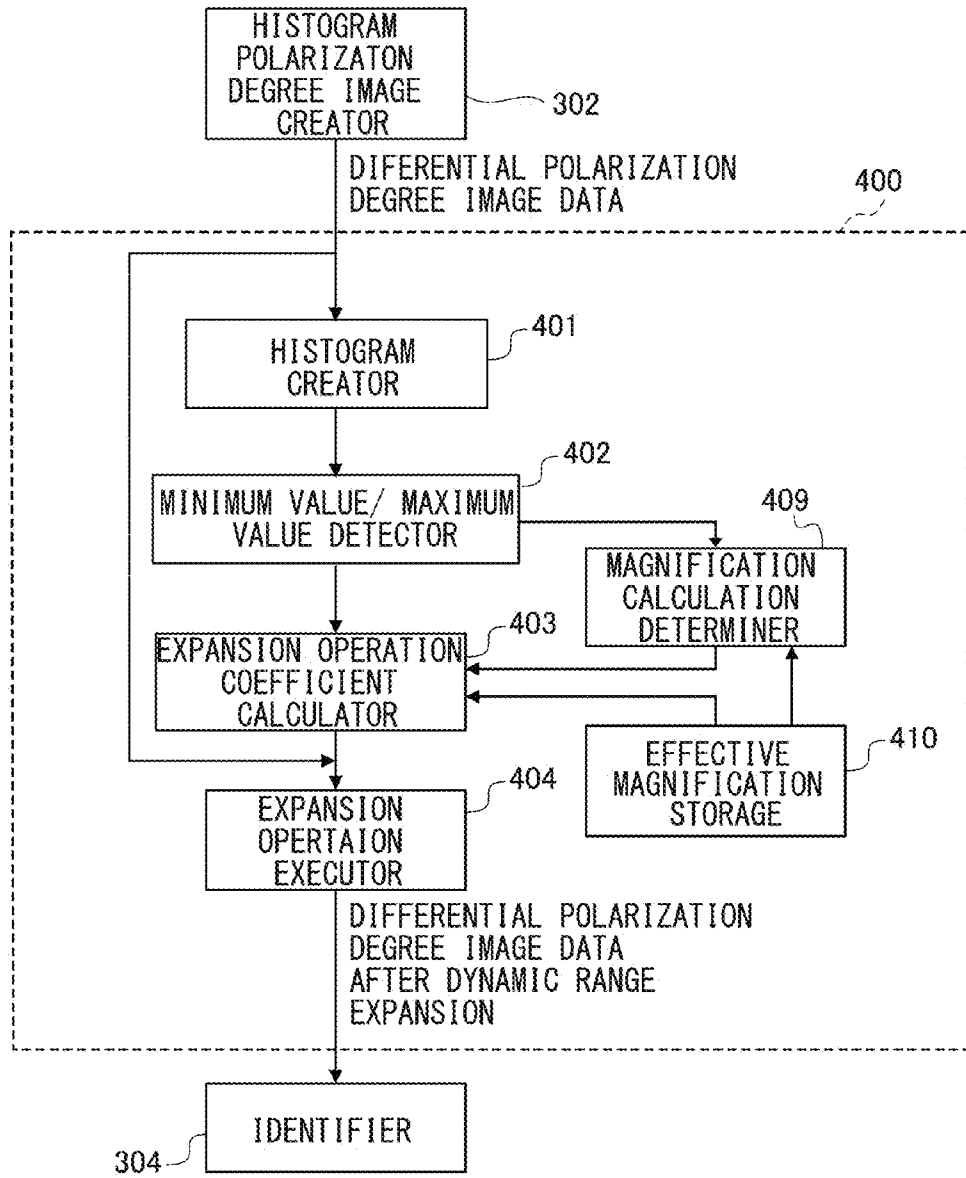 HISTOGRAM
POLARIZATON
DEGREE IMAGE
CREATOR
302
DIFERENTIAL POLARIZATION
DEGREE IMAGE DATA
400
HISTOGRAM
CREATOR
401
MINIMUM VALUE/ MAXIMUM
VALUE DETECTOR
402
MAGNIFICATION
CALCULATION
DETERMINER
409
EXPANSION OPERATION
COEFFICIENT
CALCULATOR
403
EFFECTIVE
MAGNIFICATION
STORAGE
410
EXPANSION
OPERTAION
EXECUTOR
404
DIFFERENTIAL POLARIZATION
DEGREE IMAGE DATA
AFTER DYNAMIC RANGE
EXPANSION
IDENTIFIER
304